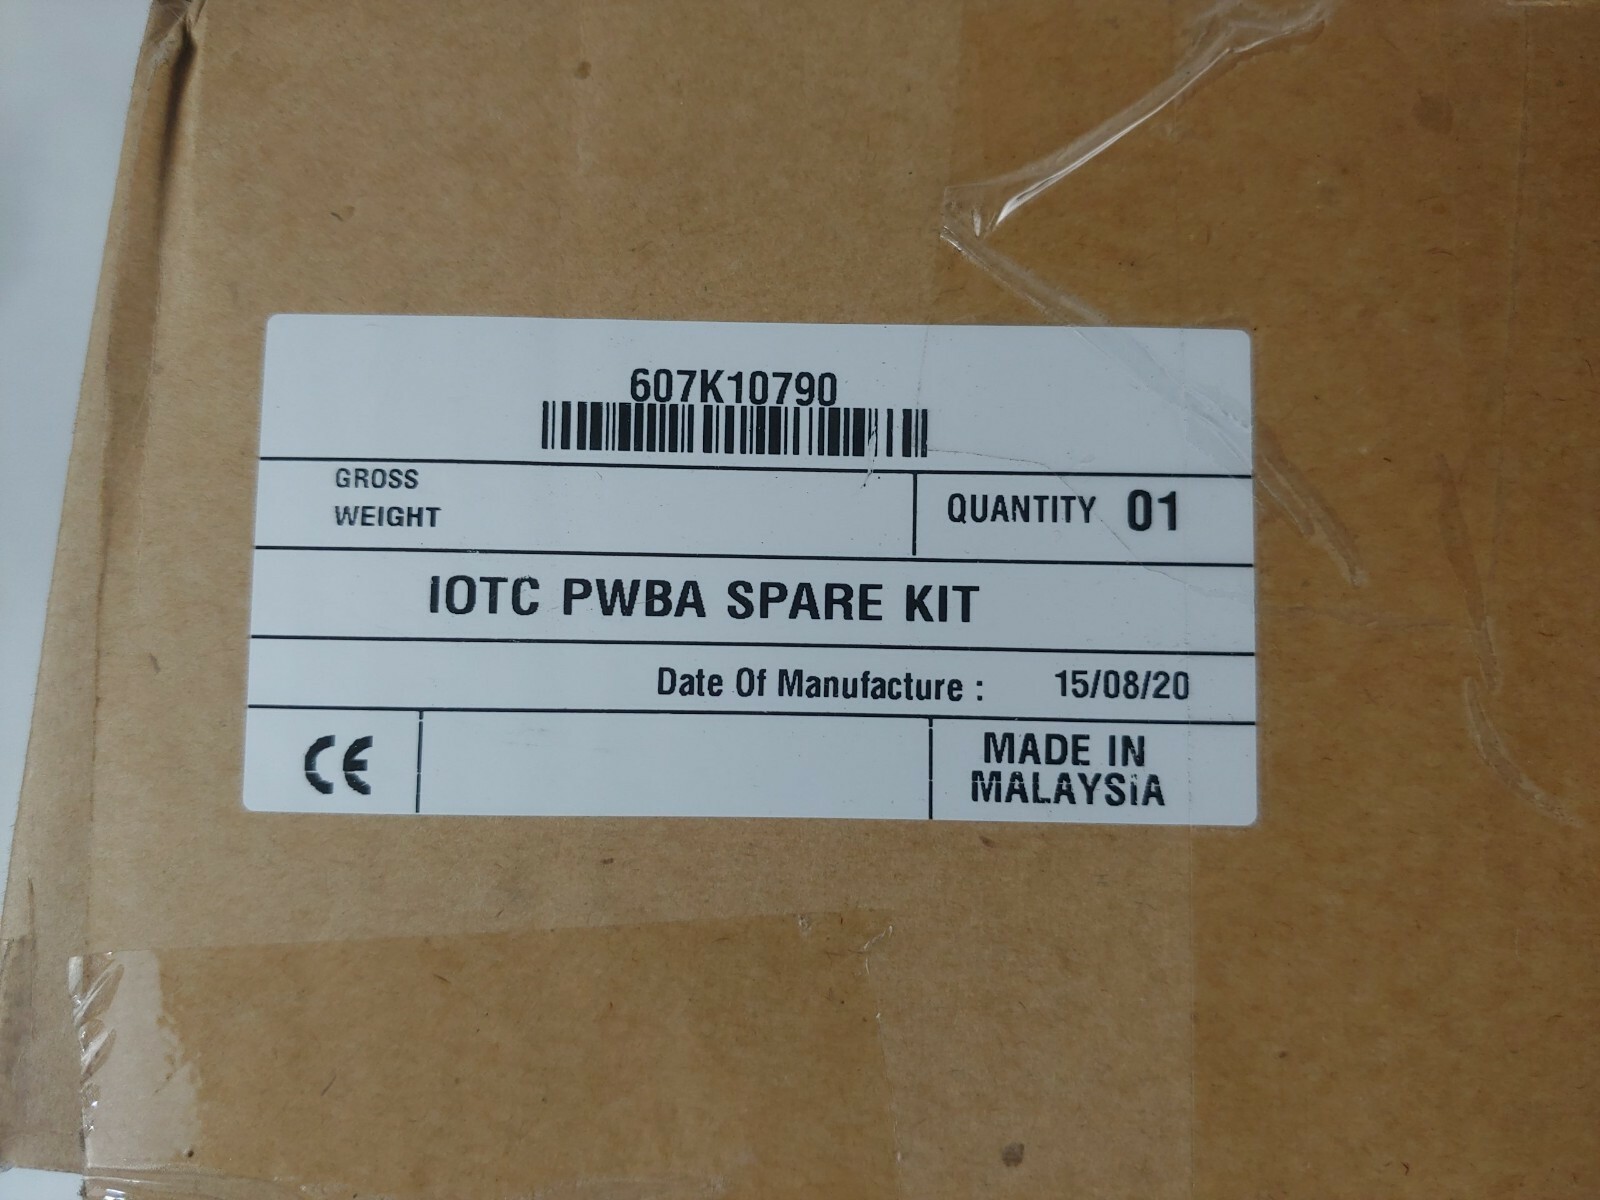 607K10790
GROSS
WEIGHT
QUANTITY 01
IOTC PWBA SPARE KIT
Date Of Manufacture : 15/08/20
CE
MADE IN
MALAYSiA